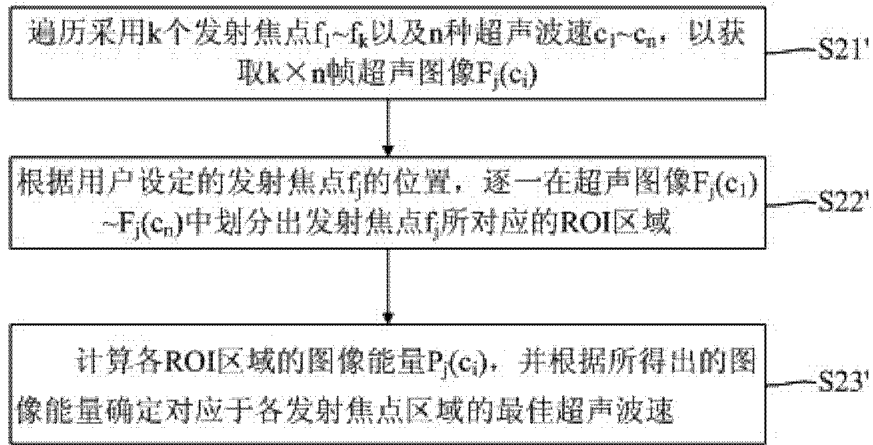 遍历采用k个发射焦点f1~fk以及n种超声波速c1~cn，以获
取k×n帧超声图像Fj(ci)
S21'
根据用户设定的发射焦点fj的位置，逐一在超声图像Fj(c1)
~Fj(cn)中划分出发射焦点fj所对应的ROI区域
S22'
计算各ROI区域的图像能量Pj(ci)，并根据所得出的图
像能量确定对应于各发射焦点区域的最佳超声波速
S23'